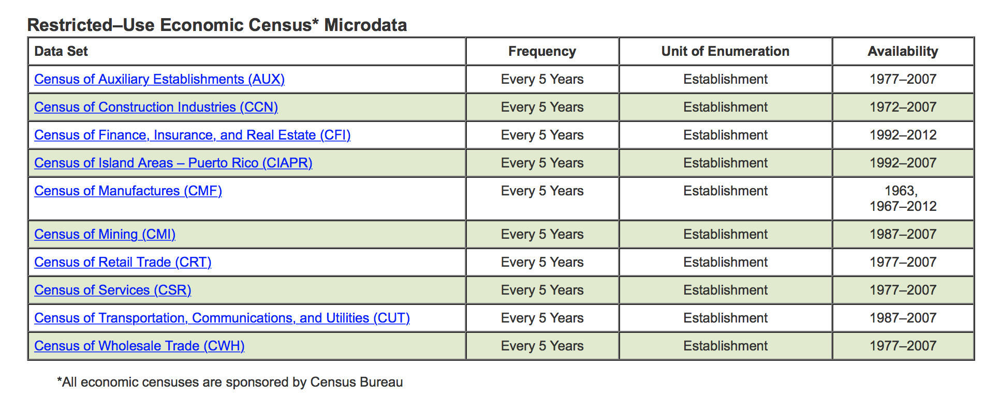 Restricted–Use Economic Census* Microdata
Data Set Frequency Unit of Enumeration Availability
Census of Auxiliary Establishments (AUX) Every 5 Years Establishment 1977–2007
Census of Construction Industries (CCN) Every 5 Years Establishment 1972–2007
Census of Finance, Insurance, and Real Estate (CFI) Every 5 Years Establishment 1992–2012
Census of Island Areas – Puerto Rico (CIAPR) Every 5 Years Establishment 1992–2007
Census of Manufactures (CMF) Every 5 Years Establishment 1963,
1967–2012
Census of Mining (CMI) Every 5 Years Establishment 1987–2007
Census of Retail Trade (CRT) Every 5 Years Establishment 1977–2007
Census of Services (CSR) Every 5 Years Establishment 1977–2007
Census of Transportation, Communications, and Utilities (CUT) Every 5 Years Establishment 1987–2007
Census of Wholesale Trade (CWH) Every 5 Years Establishment 1977–2007
*All economic censuses are sponsored by Census Bureau